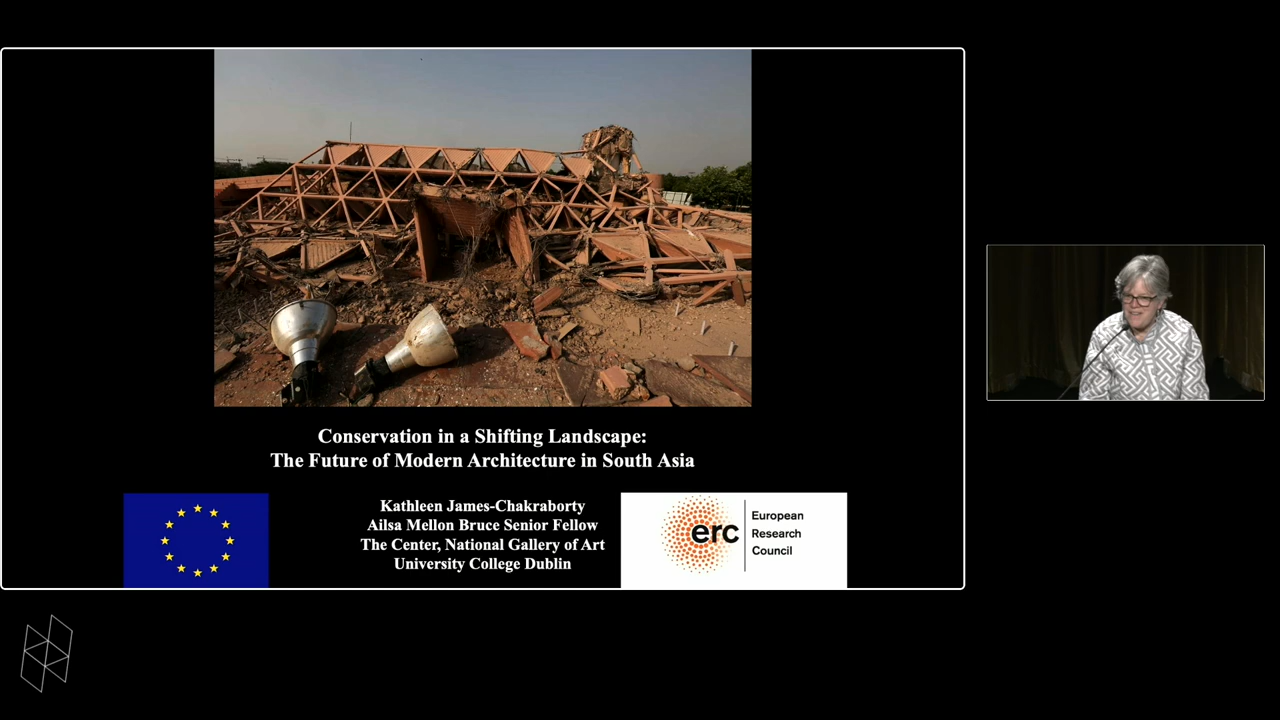 Conservation in a Shifting Landscape:
The Future of Modern Architecture in South Asia
Kathleen James-Chakraborty
Ailsa Mellon Bruce Senior Fellow
The Center, National Gallery of Art
University College Dublin
erc
European
Research
Council